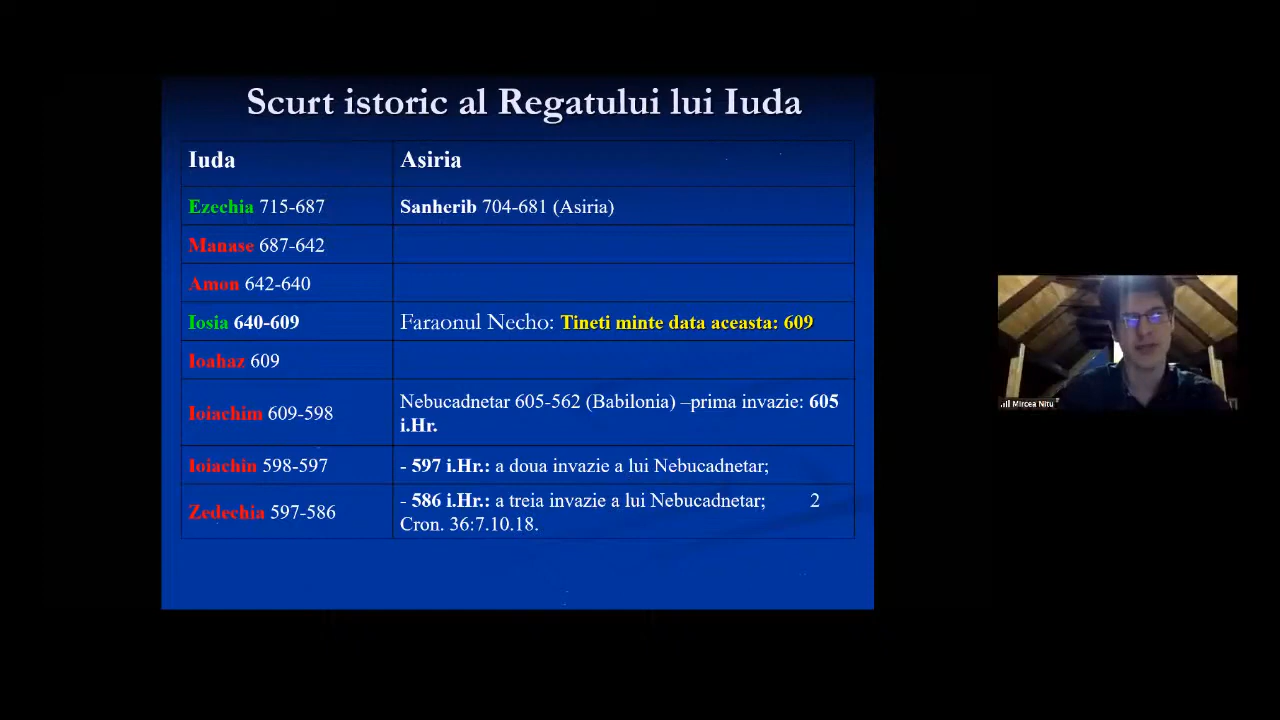 Scurt istoric al Regatului lui Iuda
Iuda Asiria
Ezechia 715-687 Sanherib 704-681 (Asiria)
Manase 687-642
Amon 642-640
Iosia 640-609 Faraonul Necho: Tineti minte data aceasta: 609
Ioahaz 609
Ioiachim 609-598 Nebucadnetar 605-562 (Babilonia) –prima invazie: 605
i.Hr.
Ioiachin 598-597 - 597 i.Hr.: a doua invazie a lui Nebucadnetar;
Zedechia 597-586 - 586 i.Hr.: a treia invazie a lui Nebucadnetar; 2
Cron. 36:7.10.18.
Mircea Nitu